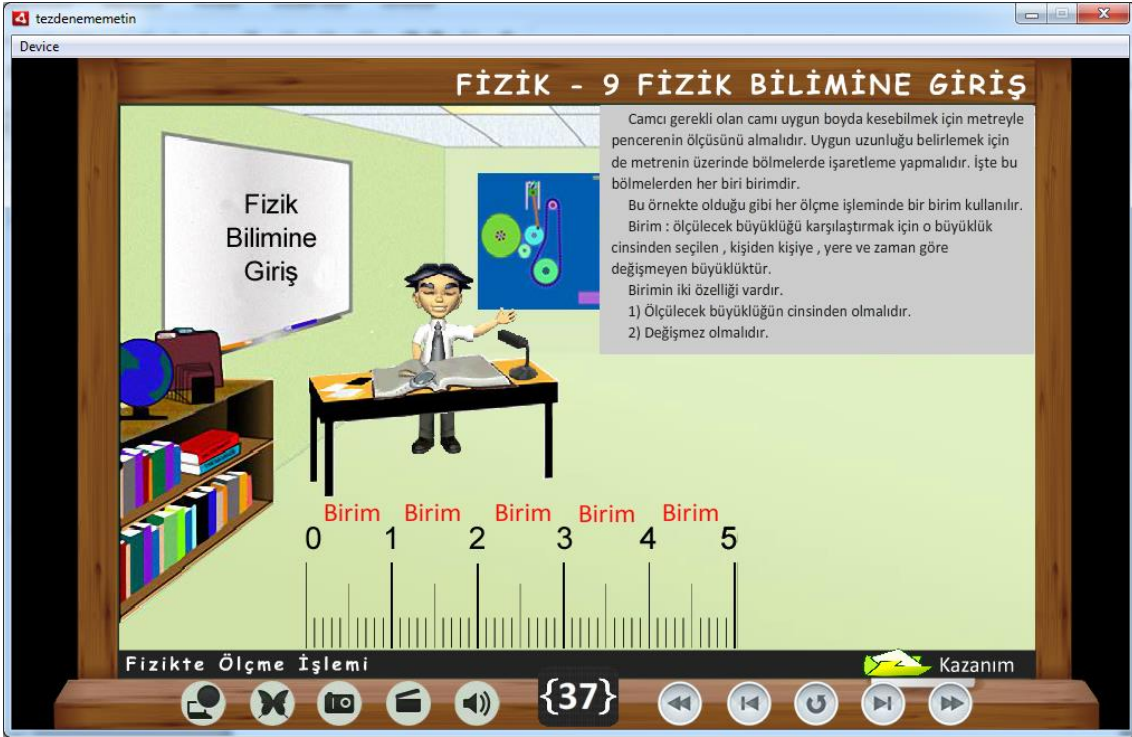 tezdenememetin
Device
FİZİK - 9 FİZİK BİLİMİNE GİRİŞ
Camcı gerekli olan camı uygun boyda kesebilmek için metreyle
pencerenin ölçüsünü almalıdır. Uygun uzunluğu belirlemek için
de metrenin üzerinde bölmelerde işaretleme yapmalıdır. İşte bu
bölmelerden her biri birimdir.
Bu örnekte olduğu gibi her ölçme işleminde bir birim kullanılır.
Birim : ölçülecek büyüklüğü karşılaştırmak için o büyüklük
cinsinden seçilen , kişiden kişiye , yere ve zaman göre
değişmeyen büyüklüktür.
Birimin iki özelliği vardır.
1) Ölçülecek büyüklüğün cinsinden olmalıdır.
2) Değişmez olmalıdır.
Fizik
Bilimine
Giriş
Birim Birim Birim Birim Birim
0 1 2 3 4 5
Fizikte Ölçme İşlemi
Kazanım
{37}